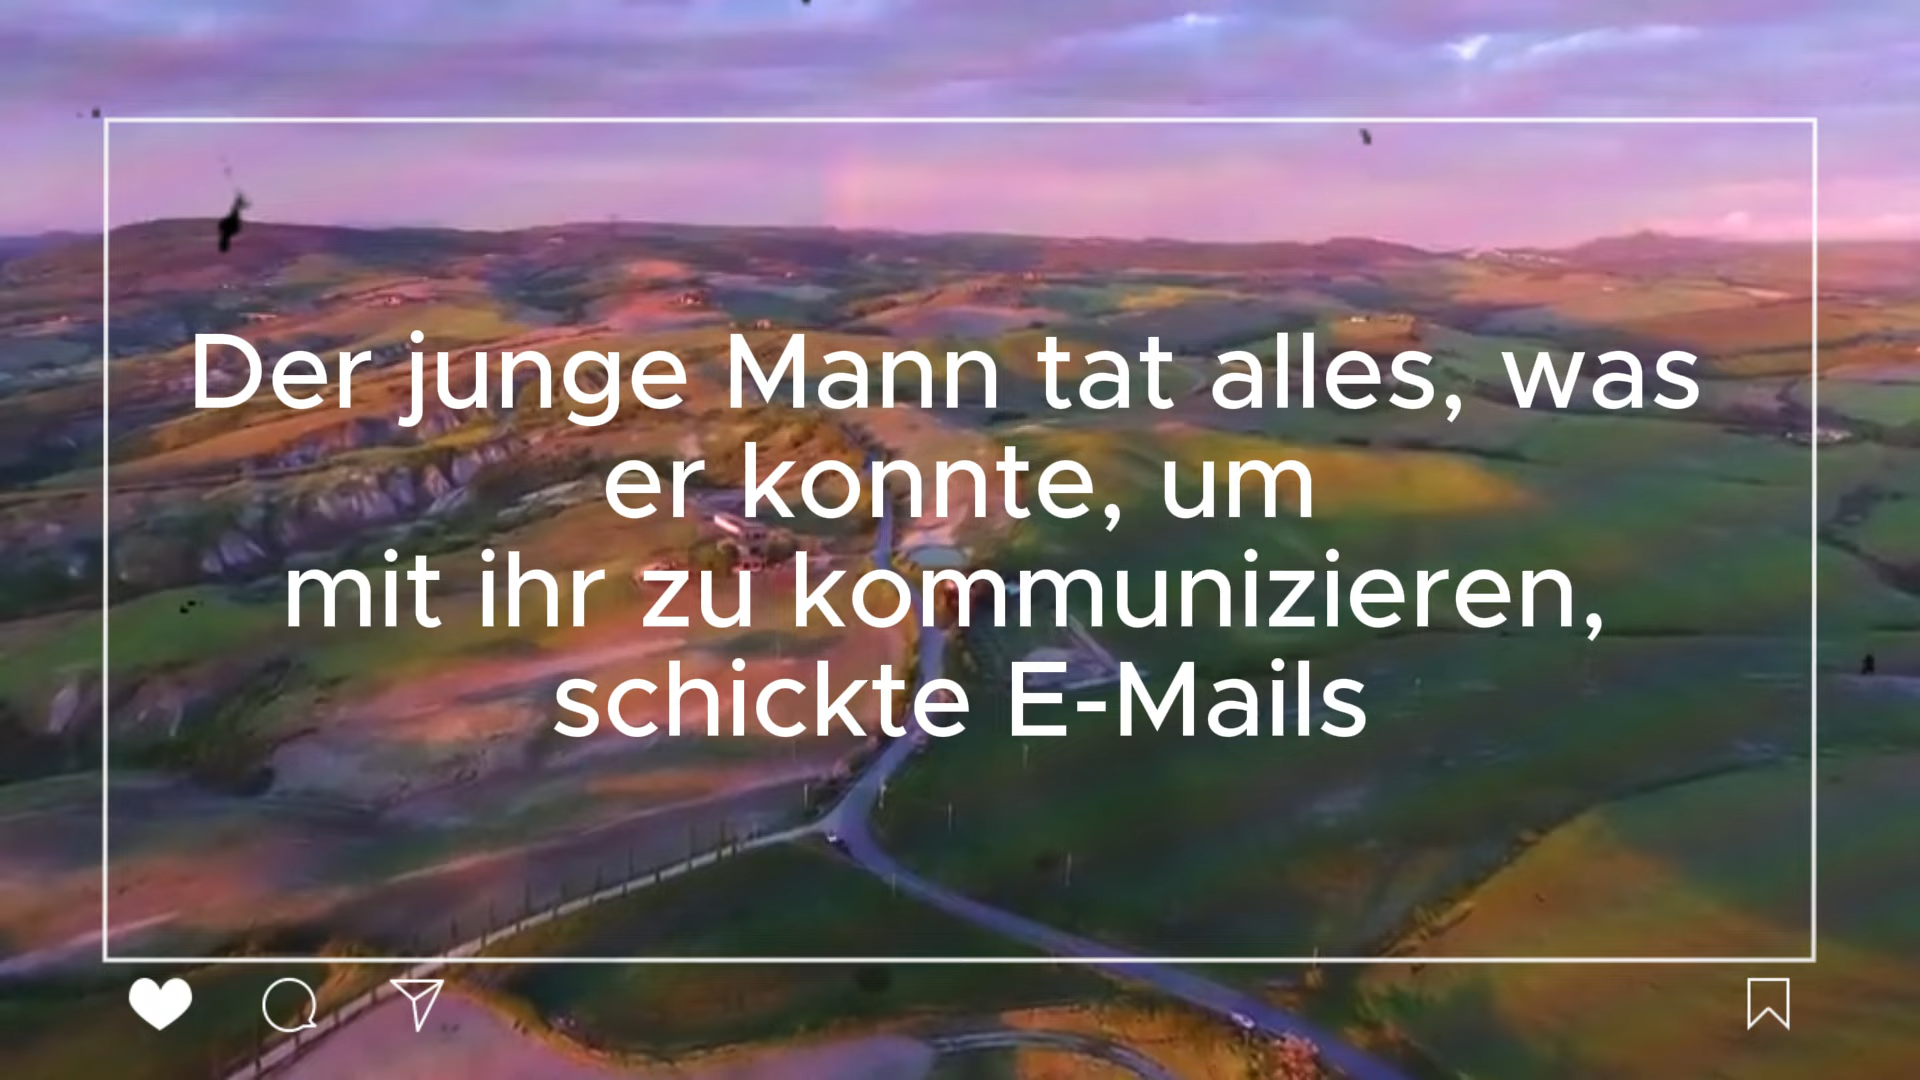 Der junge Mann tat alles, was
er konnte, um
mit ihr zu kommunizieren,
schickte E-Mails